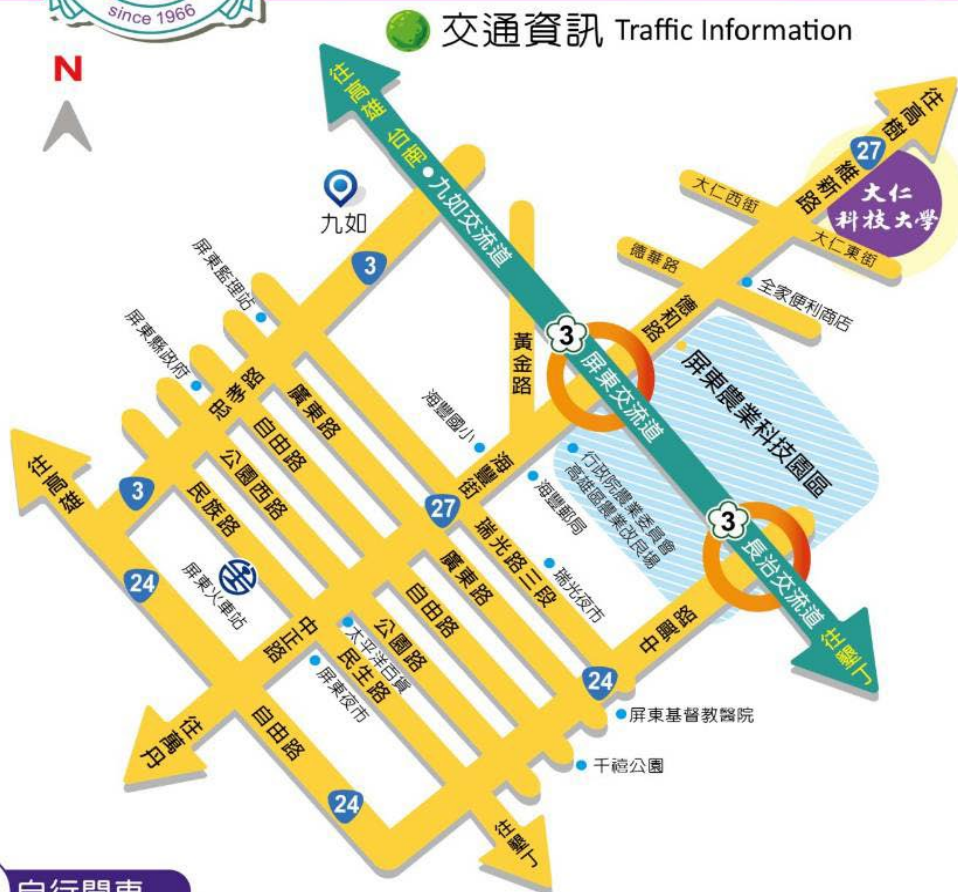 since 1966
交通資訊 Traffic Information
N
往高雄 台南
九如交流道
往高樹
27
維新路
大仁
科技大學
大仁西街
大仁東街
德華路
全家便利商店
德和路
九如
3
屏東監理站
屏東縣政府
黃金路
3
屏東交流道
屏東農業科技園區
忠孝路
廣東路
自由路
公園西路
民族路
海豐國小
海豐街
27
海豐郵局
行政院農業委員會
高雄區農業改良場
3
長治交流道
往墾丁
往高雄
3
24
屏東火車站
瑞光路三段
瑞光夜市
廣東路
自由路
公園路
中興路
中正路
太平洋百貨
民生路
屏東夜市
24
屏東基督教醫院
千禧公園
往萬丹
自由路
24
往墾丁
自行開車